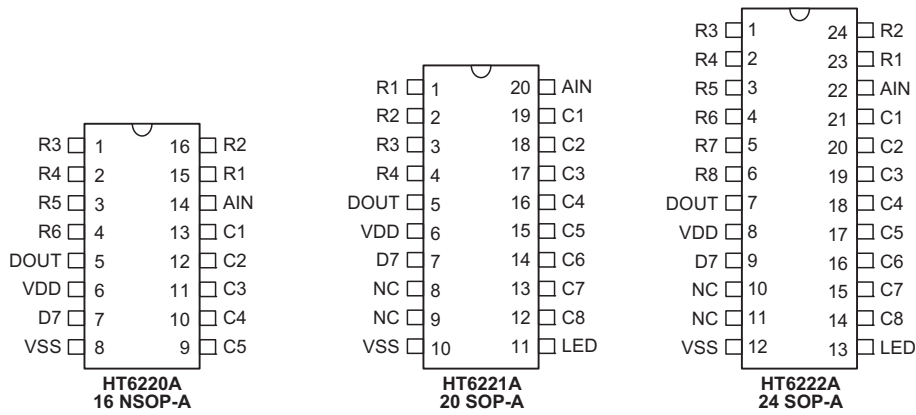 R3 1 16 R2
R4 2 15 R1
R5 3 14 AIN
R6 4 13 C1
DOUT 5 12 C2
VDD 6 11 C3
D7 7 10 C4
VSS 8 9 C5
HT6220A
16 NSOP-A
R1 1 20 AIN
R2 2 19 C1
R3 3 18 C2
R4 4 17 C3
DOUT 5 16 C4
VDD 6 15 C5
D7 7 14 C6
NC 8 13 C7
NC 9 12 C8
VSS 10 11 LED
HT6221A
20 SOP-A
R3 1 24 R2
R4 2 23 R1
R5 3 22 AIN
R6 4 21 C1
R7 5 20 C2
R8 6 19 C3
DOUT 7 18 C4
VDD 8 17 C5
D7 9 16 C6
NC 10 15 C7
NC 11 14 C8
VSS 12 13 LED
HT6222A
24 SOP-A